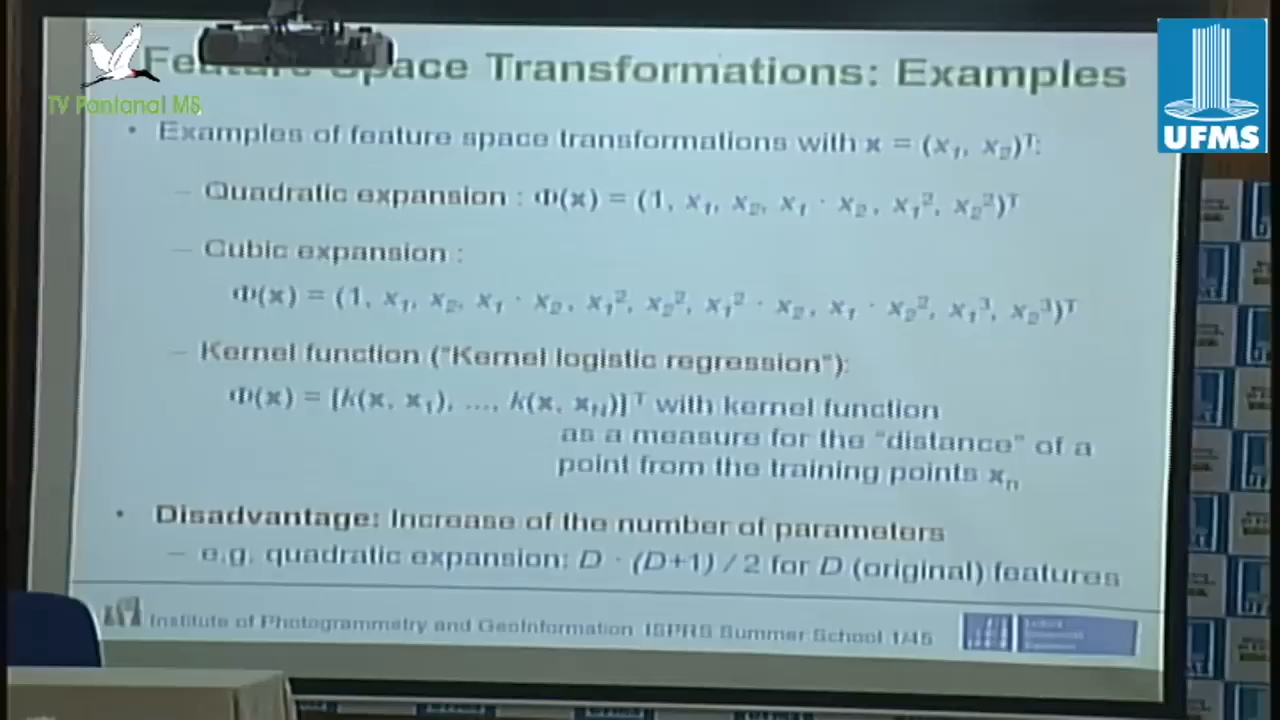 Feature Space Transformations: Examples
TV Pantanal MS
UFMS
• Examples of feature space transformations with x = (x₁, x₂)ᵀ:
– Quadratic expansion : Φ(x) = (1, x₁, x₂, x₁ · x₂, x₁², x₂²)ᵀ
– Cubic expansion :
Φ(x) = (1, x₁, x₂, x₁ · x₂, x₁², x₂², x₁² · x₂, x₁ · x₂², x₁³, x₂³)ᵀ
– Kernel function ("Kernel logistic regression"):
Φ(x) = [k(x, x₁), ..., k(x, x_N)]ᵀ with kernel function
as a measure for the "distance" of a
point from the training points xₙ
• Disadvantage: Increase of the number of parameters
– e.g. quadratic expansion: D · (D+1) / 2 for D (original) features
Institute of Photogrammetry and GeoInformation ISPRS Summer School 1/45